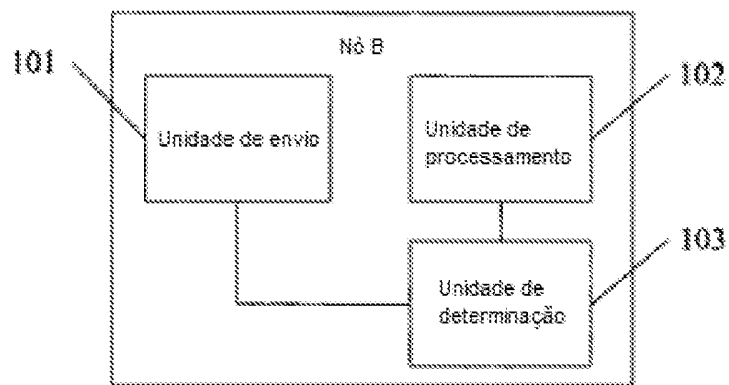 Nó B
101
Unidade de envio
Unidade de
processamento
102
Unidade de
determinação
103